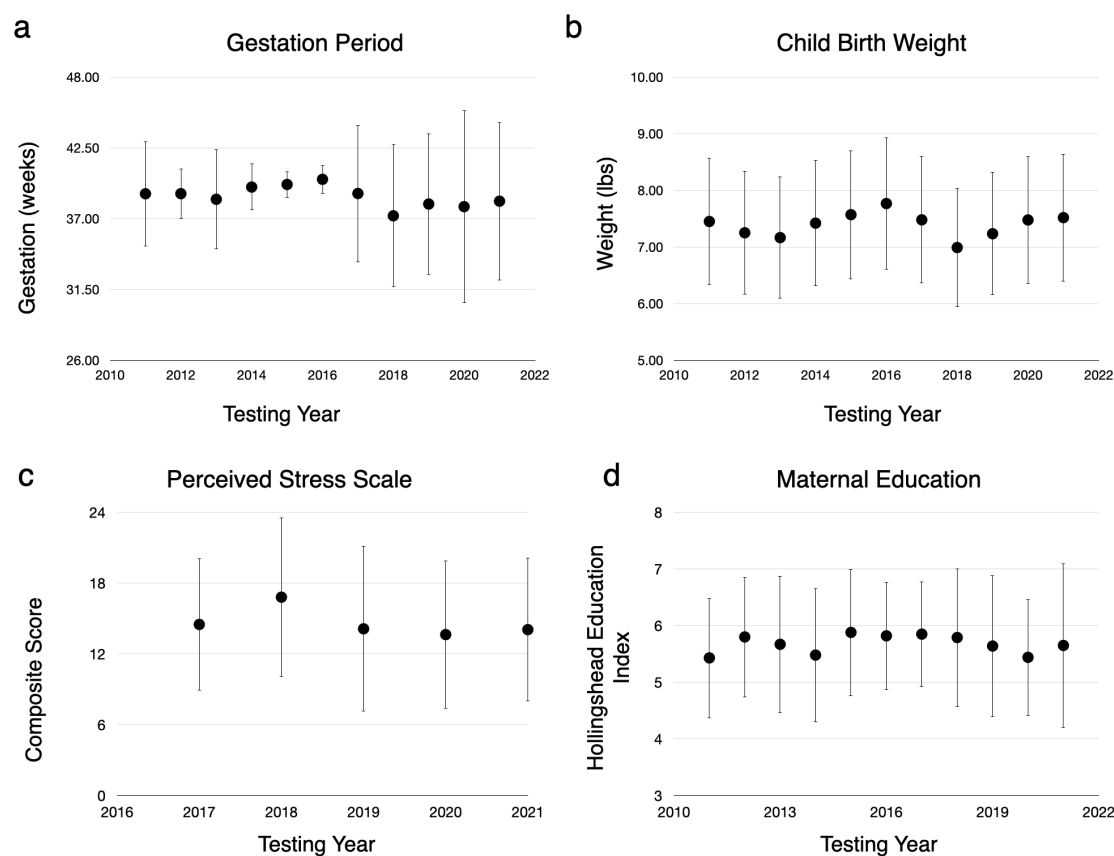 a
Gestation Period
48.00
42.50
37.00
31.50
26.00
Gestation (weeks)
2010 2012 2014 2016 2018 2020 2022
Testing Year
b
Child Birth Weight
10.00
9.00
8.00
7.00
6.00
5.00
Weight (lbs)
2010 2012 2014 2016 2018 2020 2022
Testing Year
c
Perceived Stress Scale
24
18
12
6
0
Composite Score
2016 2017 2018 2019 2020 2021
Testing Year
d
Maternal Education
8
7
6
5
4
3
Hollingshead Education
Index
2010 2013 2016 2019 2022
Testing Year